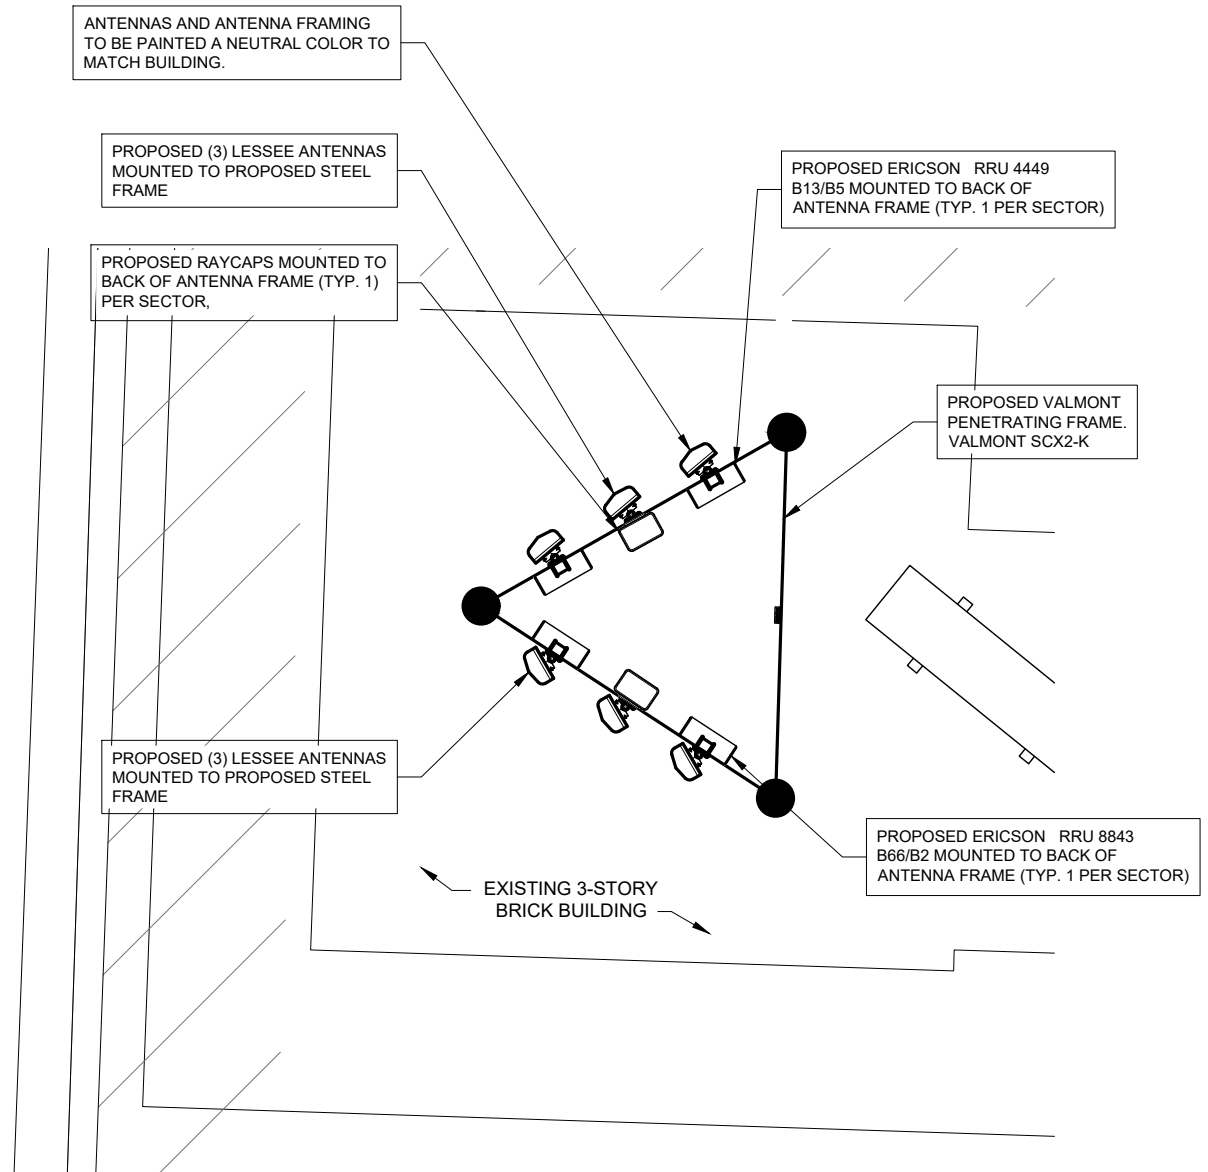 ANTENNAS AND ANTENNA FRAMING
TO BE PAINTED A NEUTRAL COLOR TO
MATCH BUILDING.
PROPOSED (3) LESSEE ANTENNAS
MOUNTED TO PROPOSED STEEL
FRAME
PROPOSED ERICSON RRU 4449
B13/B5 MOUNTED TO BACK OF
ANTENNA FRAME (TYP. 1 PER SECTOR)
PROPOSED RAYCAPS MOUNTED TO
BACK OF ANTENNA FRAME (TYP. 1)
PER SECTOR,
PROPOSED VALMONT
PENETRATING FRAME.
VALMONT SCX2-K
PROPOSED (3) LESSEE ANTENNAS
MOUNTED TO PROPOSED STEEL
FRAME
PROPOSED ERICSON RRU 8843
B66/B2 MOUNTED TO BACK OF
ANTENNA FRAME (TYP. 1 PER SECTOR)
EXISTING 3-STORY
BRICK BUILDING